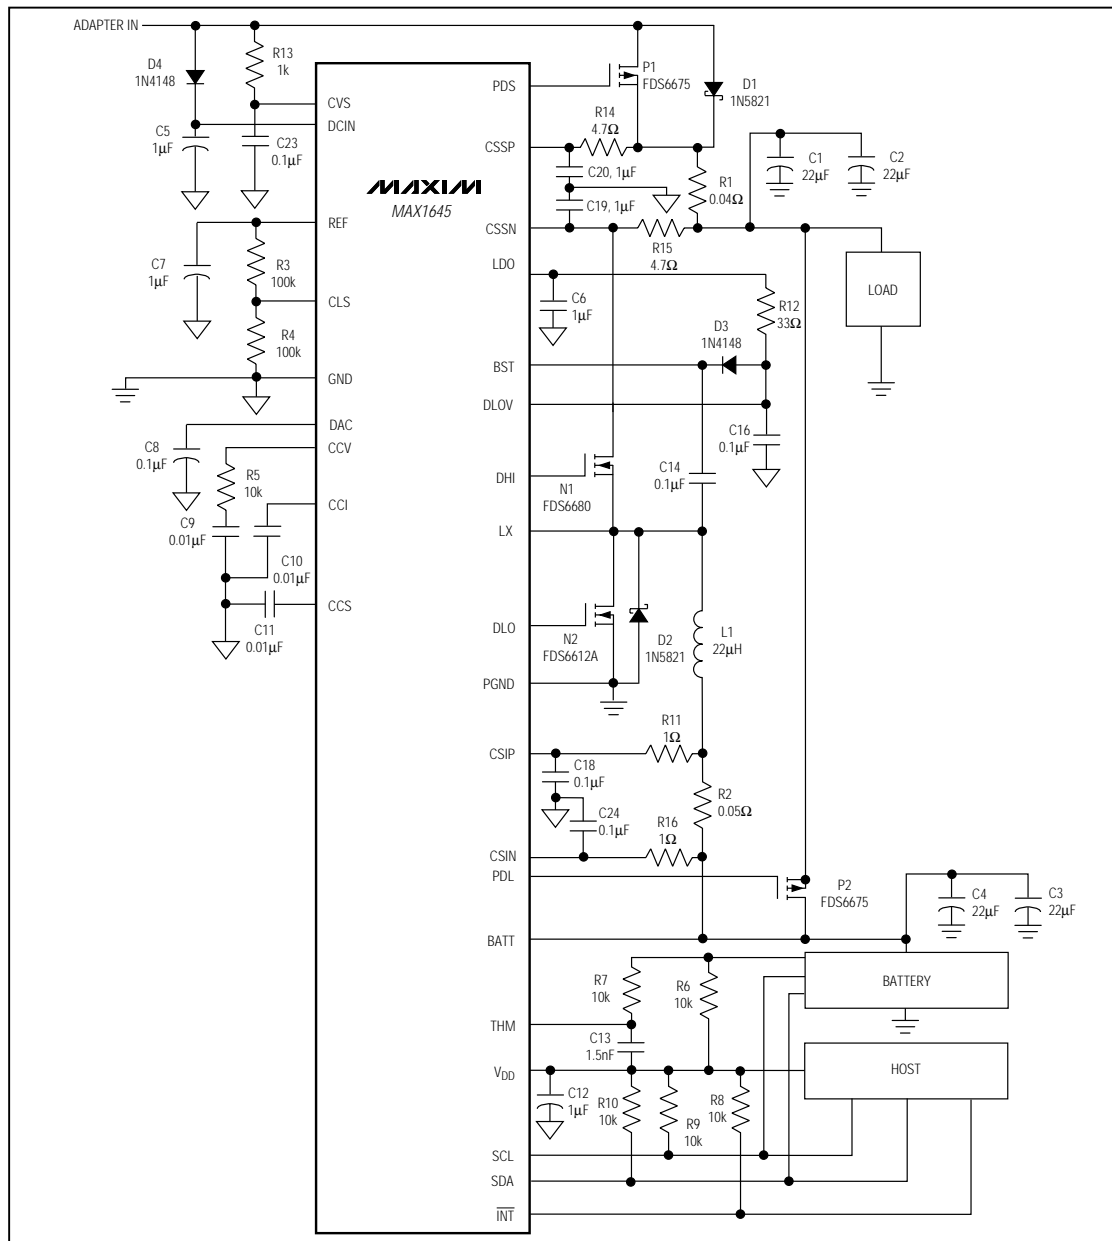 ADAPTER IN
D4
1N4148
R13
1k
C5
1µF
C23
0.1µF
CVS
DCIN
MAXIM
MAX1645
REF
C7
1µF
R3
100k
CLS
R4
100k
GND
DAC
C8
0.1µF
CCV
R5
10k
CCI
C9
0.01µF
C10
0.01µF
CCS
C11
0.01µF
PDS
P1
FDS6675
D1
1N5821
CSSP
R14
4.7Ω
C20, 1µF
C19, 1µF
R1
0.04Ω
C1
22µF
C2
22µF
CSSN
R15
4.7Ω
LDO
C6
1µF
R12
33Ω
LOAD
D3
1N4148
BST
DLOV
C16
0.1µF
C14
0.1µF
DHI
N1
FDS6680
LX
DLO
N2
FDS6612A
D2
1N5821
L1
22µH
PGND
CSIP
R11
1Ω
C18
0.1µF
R2
0.05Ω
C24
0.1µF
R16
1Ω
CSIN
PDL
P2
FDS6675
C4
22µF
C3
22µF
BATT
BATTERY
R7
10k
R6
10k
THM
C13
1.5nF
VDD
HOST
C12
1µF
R10
10k
R9
10k
R8
10k
SCL
SDA
INT